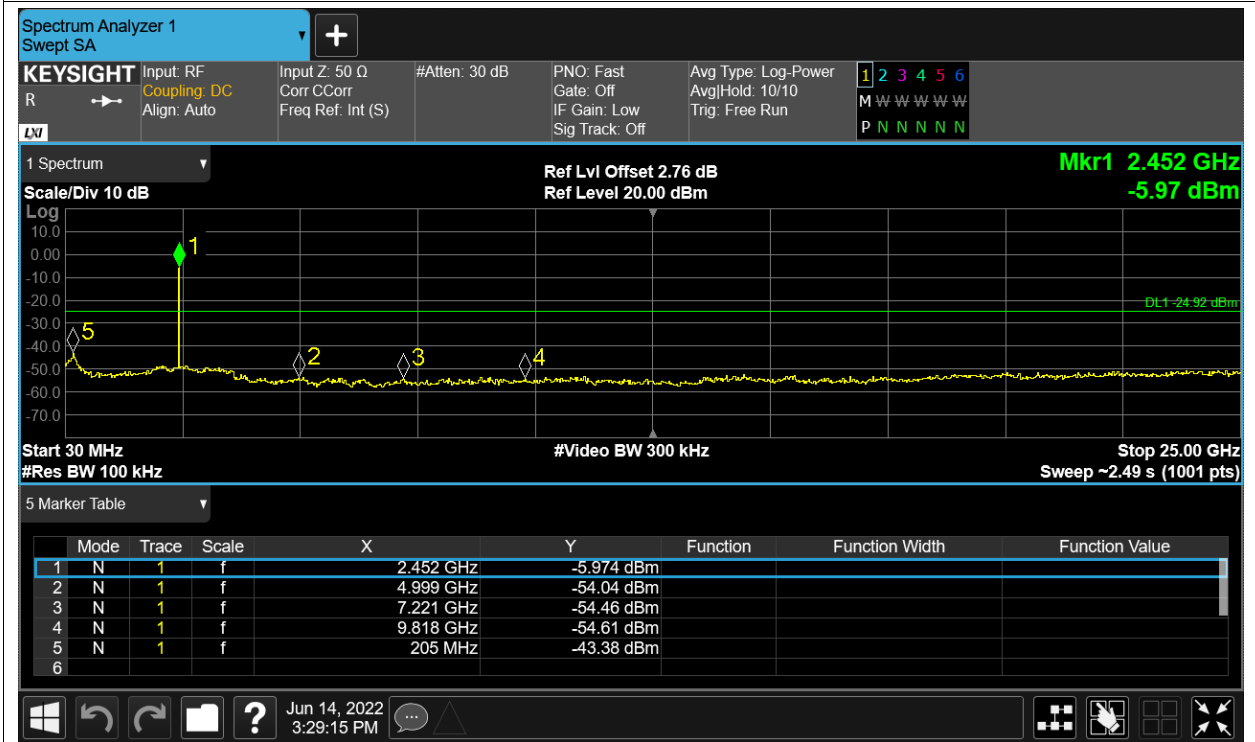 Spectrum Analyzer 1
Swept SA
+
KEYSIGHT
R
LXI
Input: RF
Coupling: DC
Align: Auto
Input Z: 50 Ω
Corr CCorr
Freq Ref: Int (S)
#Atten: 30 dB
PNO: Fast
Gate: Off
IF Gain: Low
Sig Track: Off
Avg Type: Log-Power
Avg|Hold: 10/10
Trig: Free Run
1 2 3 4 5 6
M W W W W W
P N N N N N
1 Spectrum
Scale/Div 10 dB
Ref Lvl Offset 2.76 dB
Ref Level 20.00 dBm
Mkr1 2.452 GHz
-5.97 dBm
Log
10.0
0.00
-10.0
-20.0
-30.0
-40.0
-50.0
-60.0
-70.0
1
DL1 -24.92 dBm
5
2
3
4
Start 30 MHz
#Video BW 300 kHz
Stop 25.00 GHz
#Res BW 100 kHz
Sweep ~2.49 s (1001 pts)
5 Marker Table
Mode Trace Scale X Y Function Function Width Function Value
1 N 1 f 2.452 GHz -5.974 dBm
2 N 1 f 4.999 GHz -54.04 dBm
3 N 1 f 7.221 GHz -54.46 dBm
4 N 1 f 9.818 GHz -54.61 dBm
5 N 1 f 205 MHz -43.38 dBm
6
?
Jun 14, 2022
3:29:15 PM